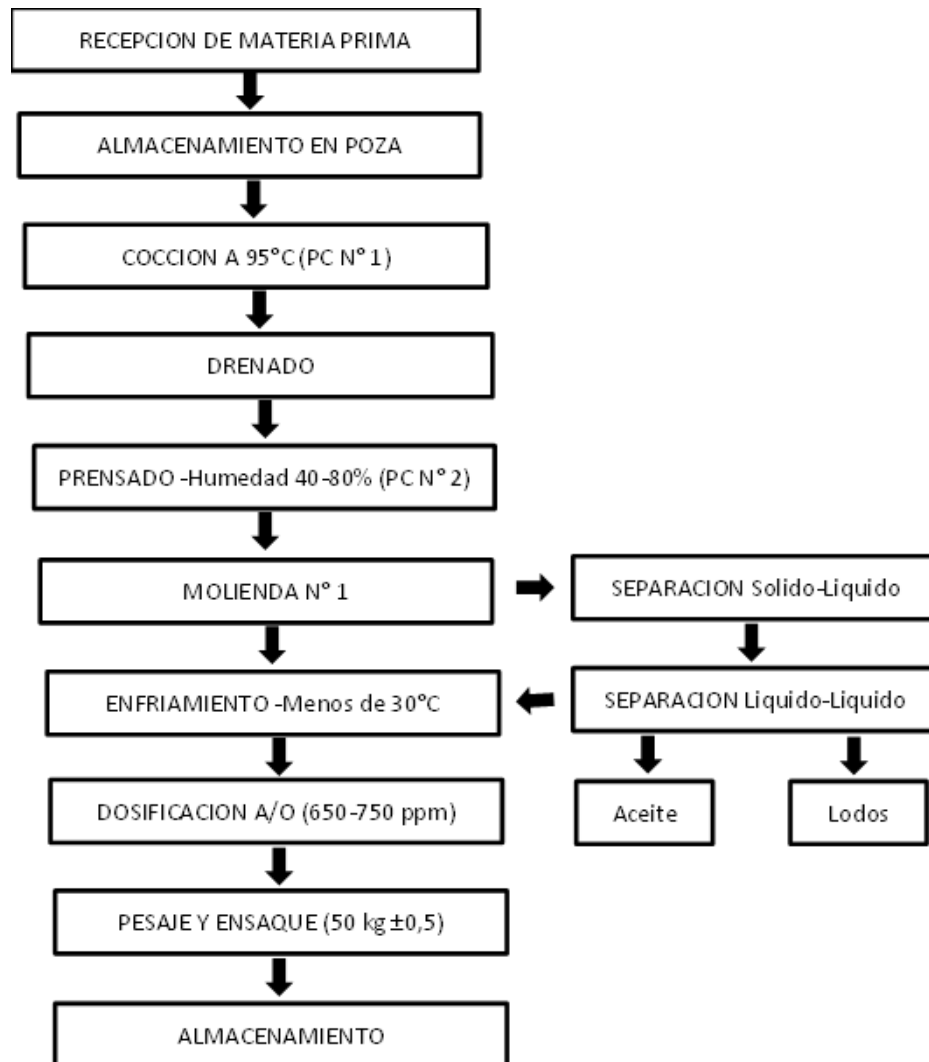 RECEPCION DE MATERIA PRIMA
ALMACENAMIENTO EN POZA
COCCION A 95°C (PC N° 1)
DRENADO
PRENSADO -Humedad 40-80% (PC N° 2)
MOLIENDA N° 1
SEPARACION Solido-Liquido
ENFRIAMIENTO -Menos de 30°C
SEPARACION Liquido-Liquido
DOSIFICACION A/O (650-750 ppm)
Aceite
Lodos
PESAJE Y ENSAQUE (50 kg ±0,5)
ALMACENAMIENTO